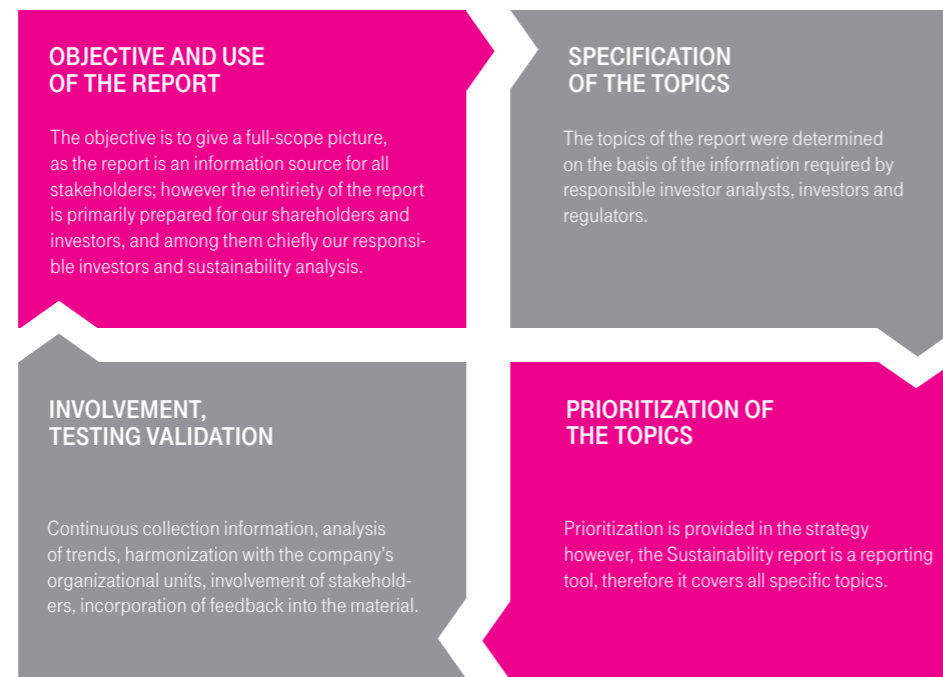 OBJECTIVE AND USE
OF THE REPORT
The objective is to give a full-scope picture,
as the report is an information source for all
stakeholders; however the entiriety of the report
is primarily prepared for our shareholders and
investors, and among them chiefly our responsi-
ble investors and sustainability analysis.
SPECIFICATION
OF THE TOPICS
The topics of the report were determined
on the basis of the information required by
responsible investor analysts, investors and
regulators.
INVOLVEMENT,
TESTING VALIDATION
Continuous collection information, analysis
of trends, harmonization with the company's
organizational units, involvement of stakehold-
ers, incorporation of feedback into the material.
PRIORITIZATION OF
THE TOPICS
Prioritization is provided in the strategy
however, the Sustainability report is a reporting
tool, therefore it covers all specific topics.